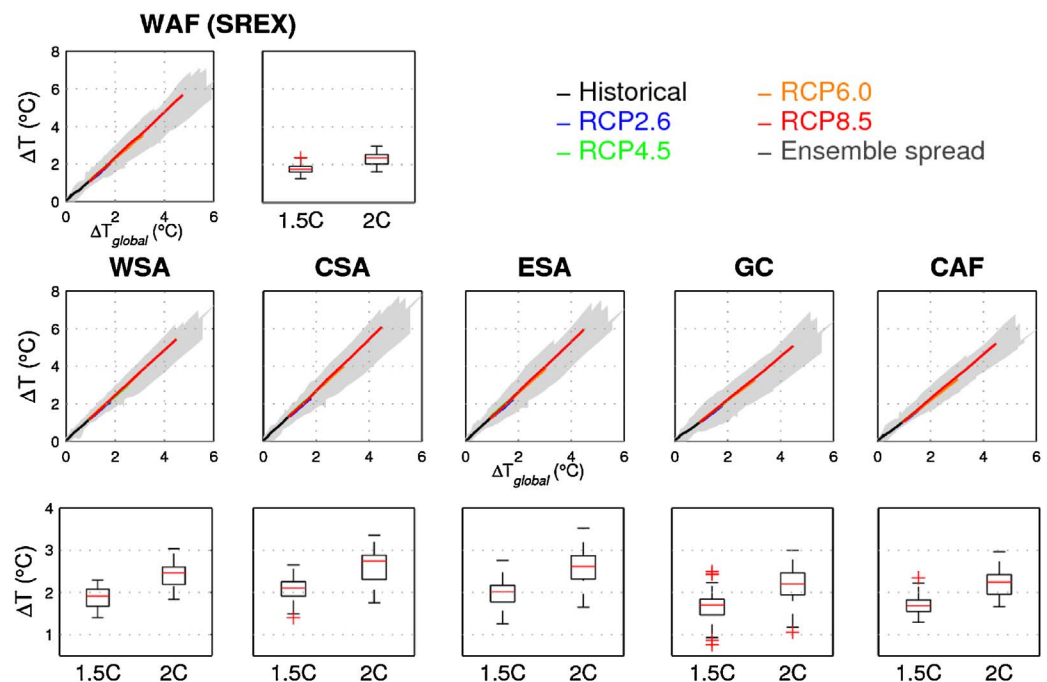 WAF (SREX)
8
6
4
2
0
ΔT (°C)
0 2 4 6
ΔT global (°C)
1.5C 2C
– Historical
– RCP2.6
– RCP4.5
– RCP6.0
– RCP8.5
– Ensemble spread
WSA CSA ESA GC CAF
8
6
4
2
0
ΔT (°C)
0 2 4 6
0 2 4 6
0 2 4 6
0 2 4 6
0 2 4 6
ΔT global (°C)
4
3
2
1
ΔT (°C)
1.5C 2C
1.5C 2C
1.5C 2C
1.5C 2C
1.5C 2C